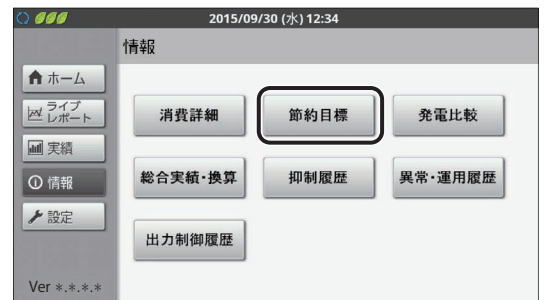 2015/09/30 (水) 12:34
情報
ホーム
ライブ
レポート
実績
情報
設定
Ver *.*.*.*
消費詳細
節約目標
発電比較
総合実績・換算
抑制履歴
異常・運用履歴
出力制御履歴